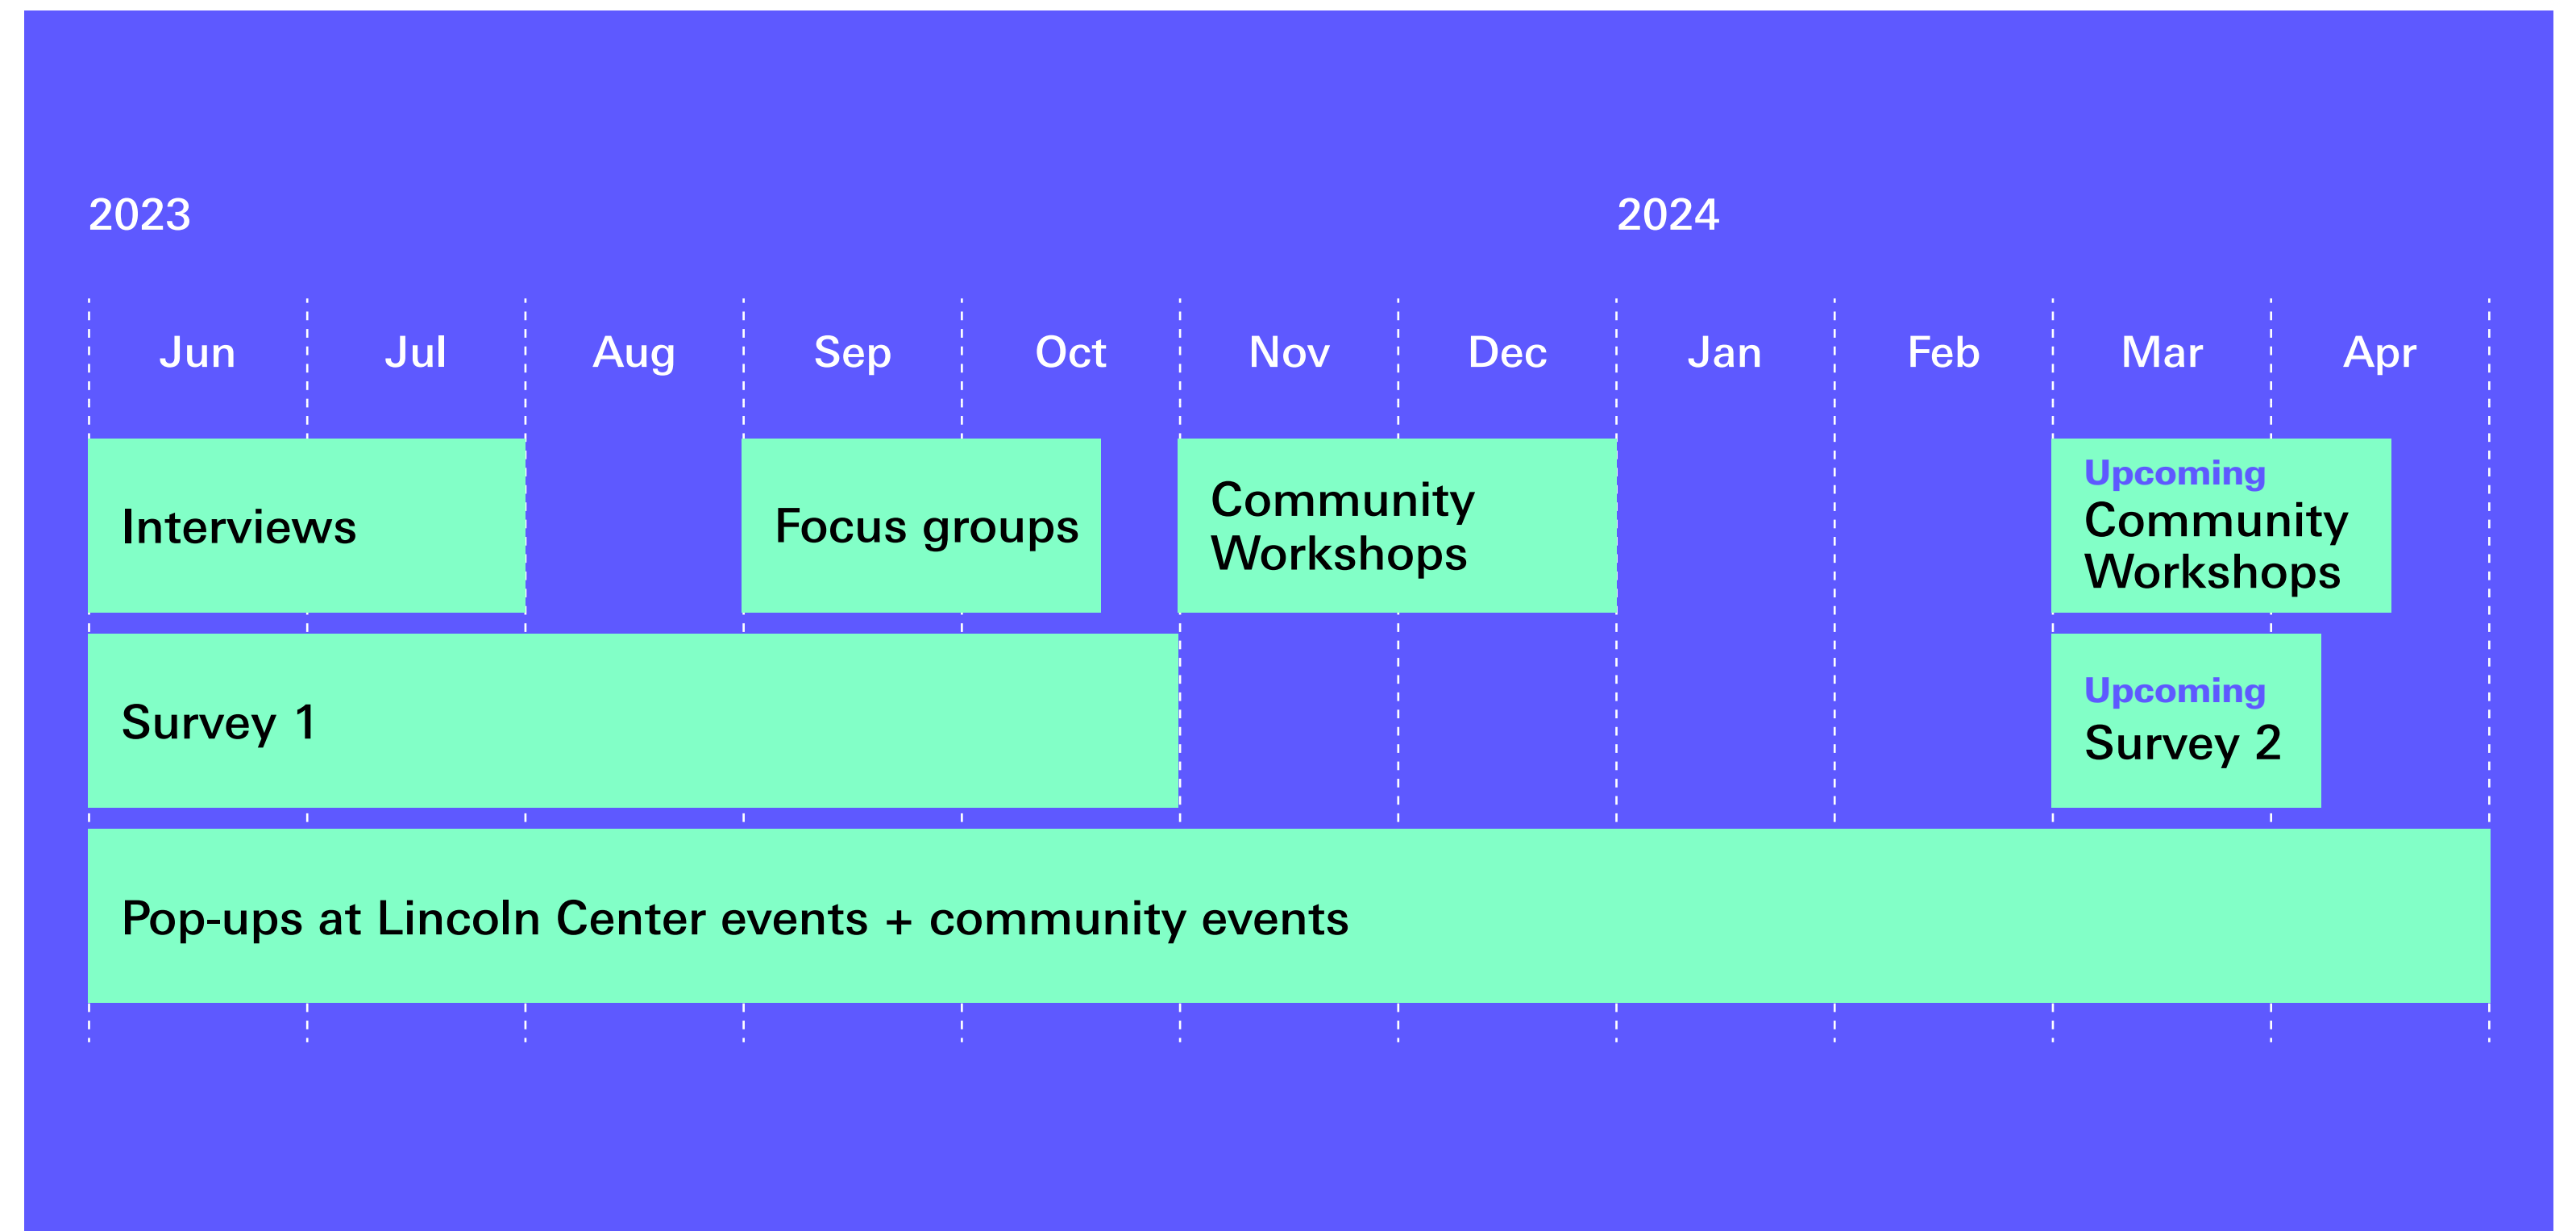 2023 2024
Jun Jul Aug Sep Oct Nov Dec Jan Feb Mar Apr
Interviews
Focus groups
Community
Workshops
Upcoming
Community
Workshops
Survey 1
Upcoming
Survey 2
Pop-ups at Lincoln Center events + community events